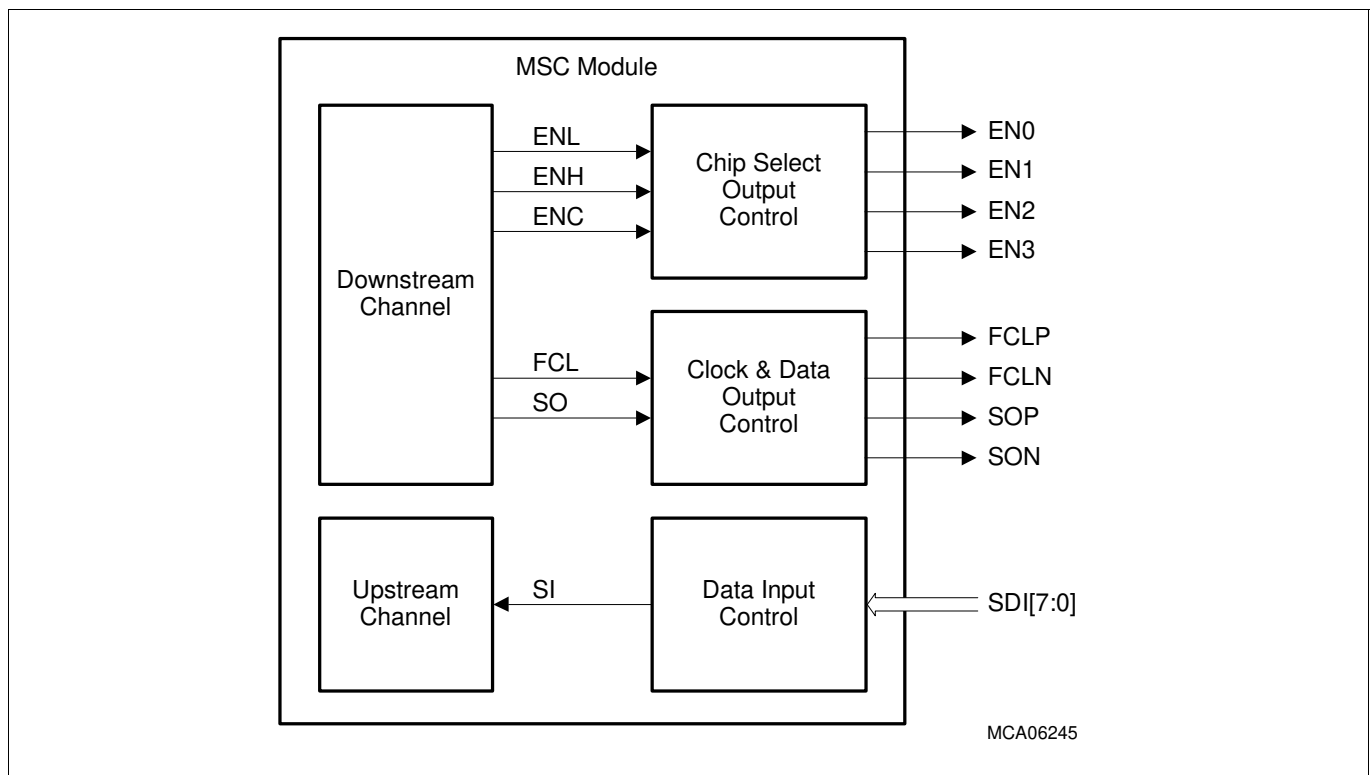 MSC Module
ENL
ENH
ENC
Chip Select
Output
Control
EN0
EN1
EN2
EN3
Downstream
Channel
FCL
SO
Clock & Data
Output
Control
FCLP
FCLN
SOP
SON
Upstream
Channel
SI
Data Input
Control
SDI[7:0]
MCA06245